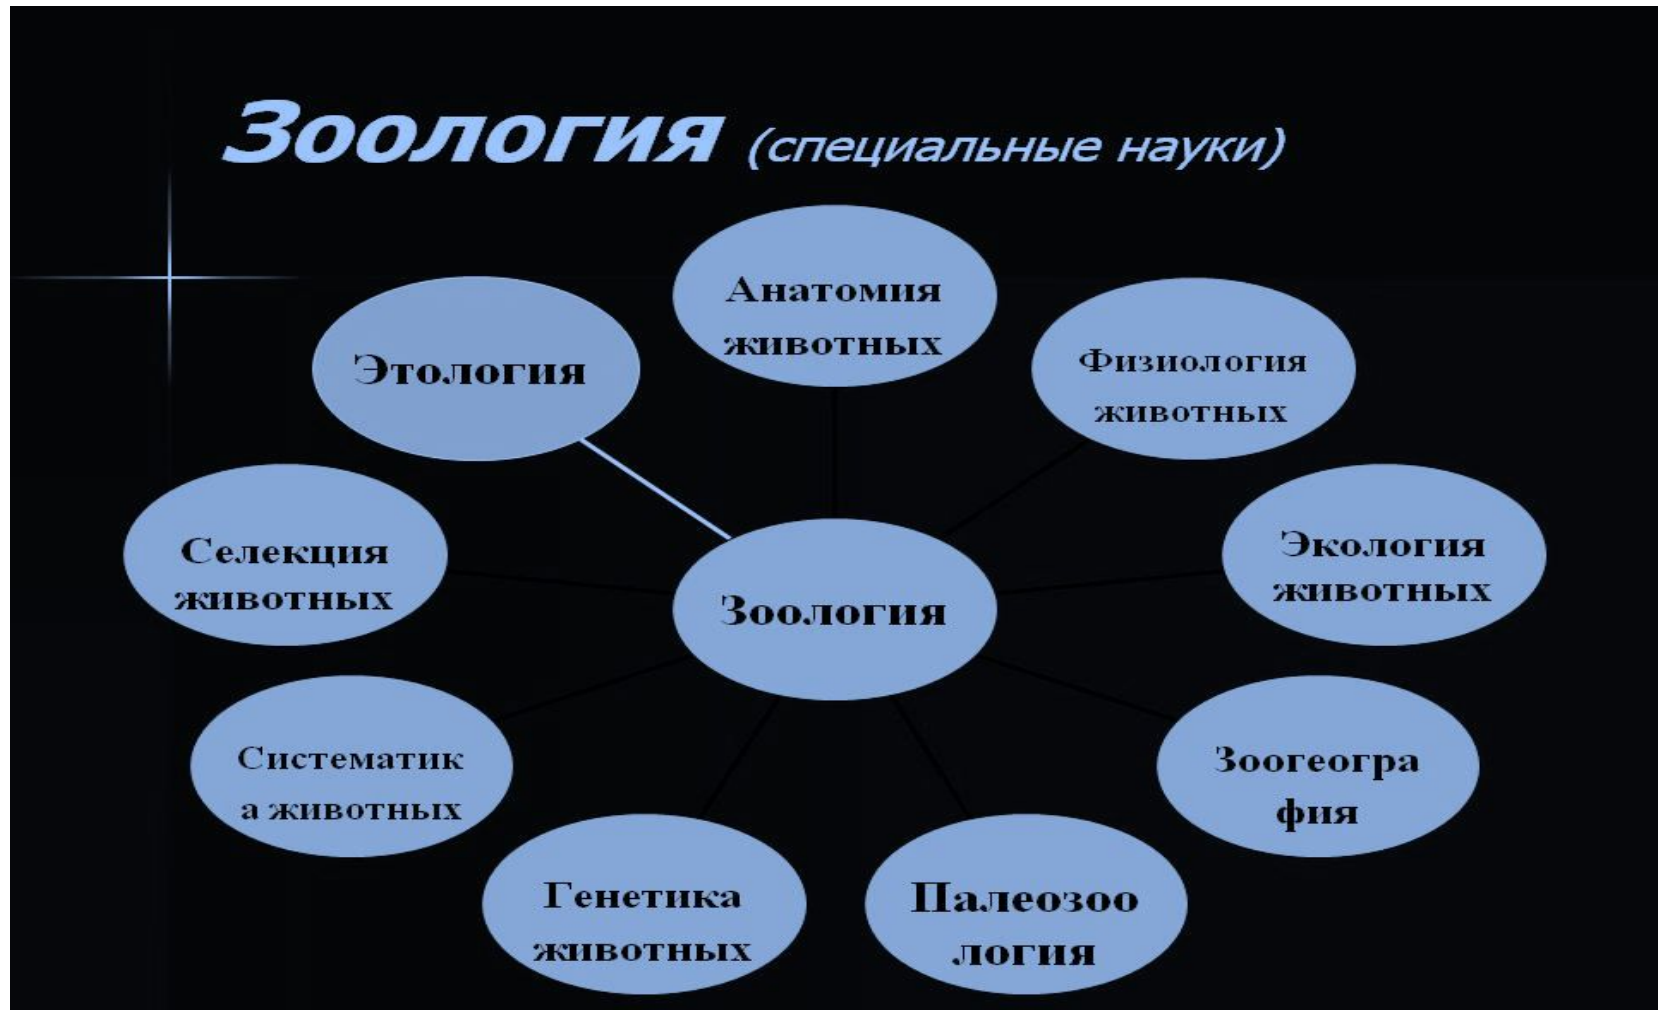 Зоология (специальные науки)
Анатомия
животных
Физиология
животных
Экология
животных
Зоогеогра
фия
Палеозоо
логия
Генетика
животных
Систематик
а животных
Селекция
животных
Этология
Зоология